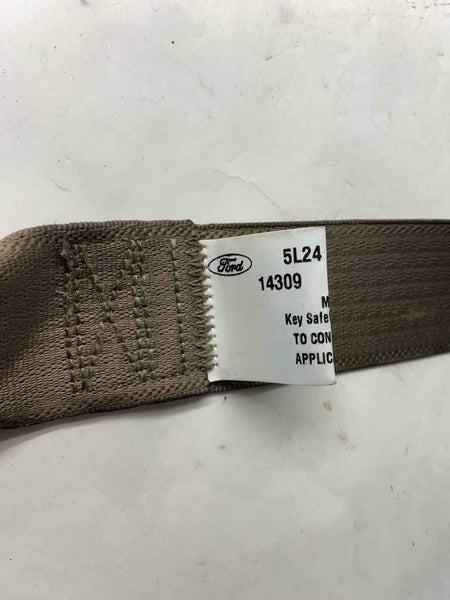 Ford 5L24
14309
M
Key Safe
TO CON
APPLIC